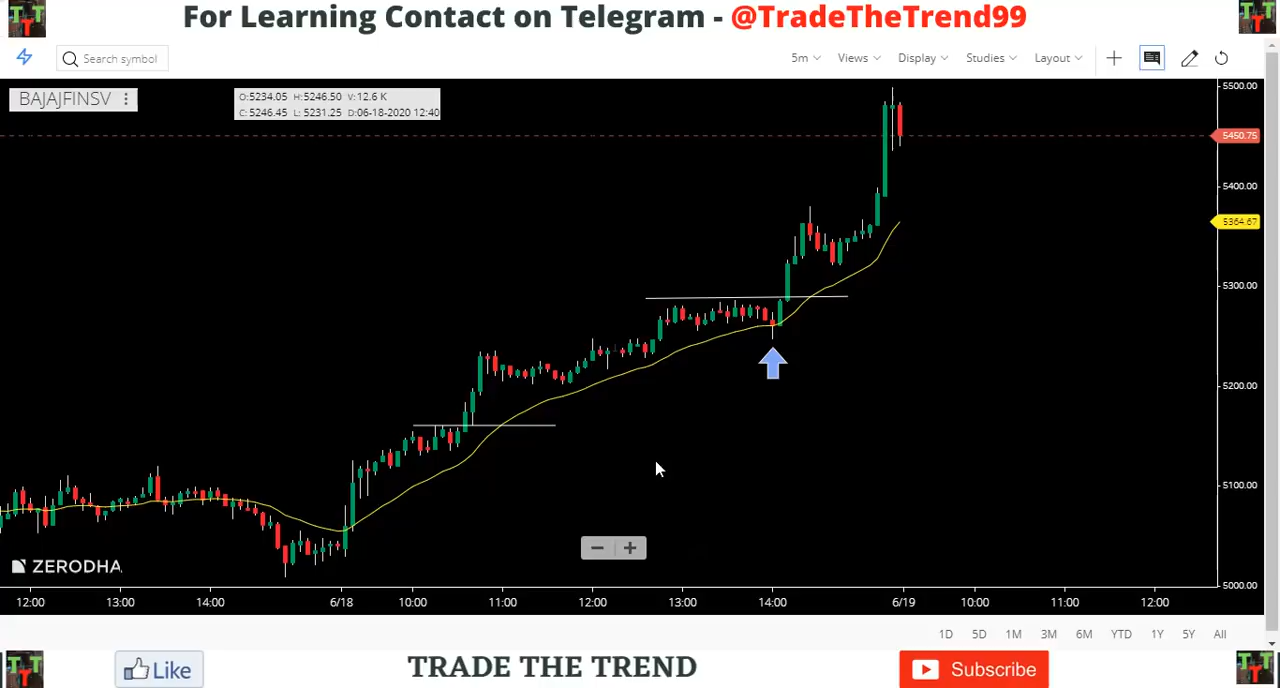 For Learning Contact on Telegram - @TradeTheTrend99
Search symbol
5m Views Display Studies Layout
BAJAJFINSV
O:5234.05 H:5246.50 V:12.6 K
C:5246.45 L:5231.25 D:06-18-2020 12:40
5500.00
5450.75
5400.00
5364.67
5300.00
5200.00
5100.00
5000.00
ZERODHA
12:00 13:00 14:00 6/18 10:00 11:00 12:00 13:00 14:00 6/19 10:00 11:00 12:00
1D 5D 1M 3M 6M YTD 1Y 5Y All
TTT
Like
TRADE THE TREND
Subscribe